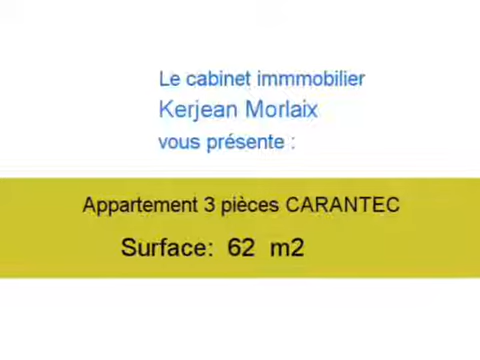 Le cabinet immmobilier
Kerjean Morlaix
vous présente :
Appartement 3 pièces CARANTEC
Surface: 62 m2